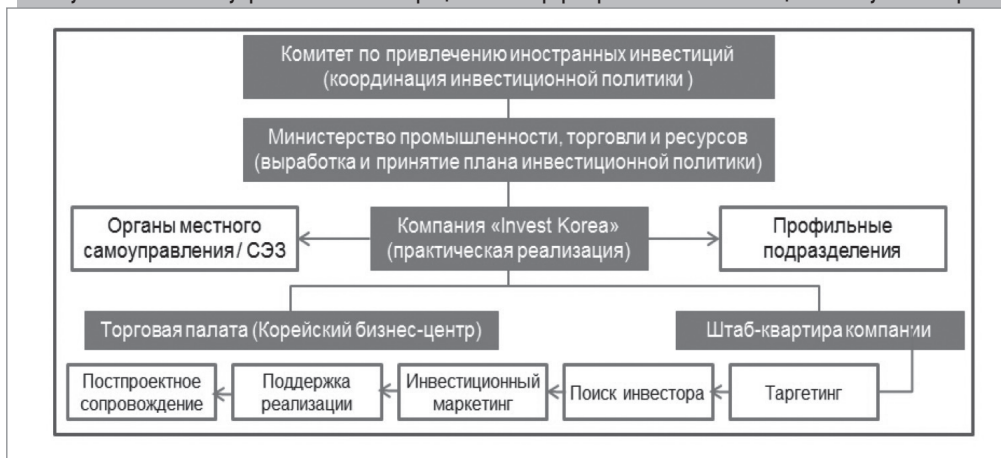 Комитет по привлечению иностранных инвестиций
(координация инвестиционной политики )
Министерство промышленности, торговли и ресурсов
(выработка и принятие плана инвестиционной политики)
Органы местного
самоуправления / СЭЗ
Компания «Invest Korea»
(практическая реализация)
Профильные
подразделения
Торговая палата (Корейский бизнес-центр)
Штаб-квартира компании
Постпроектное
сопровождение
Поддержка
реализации
Инвестиционный
маркетинг
Поиск инвестора
Таргетинг